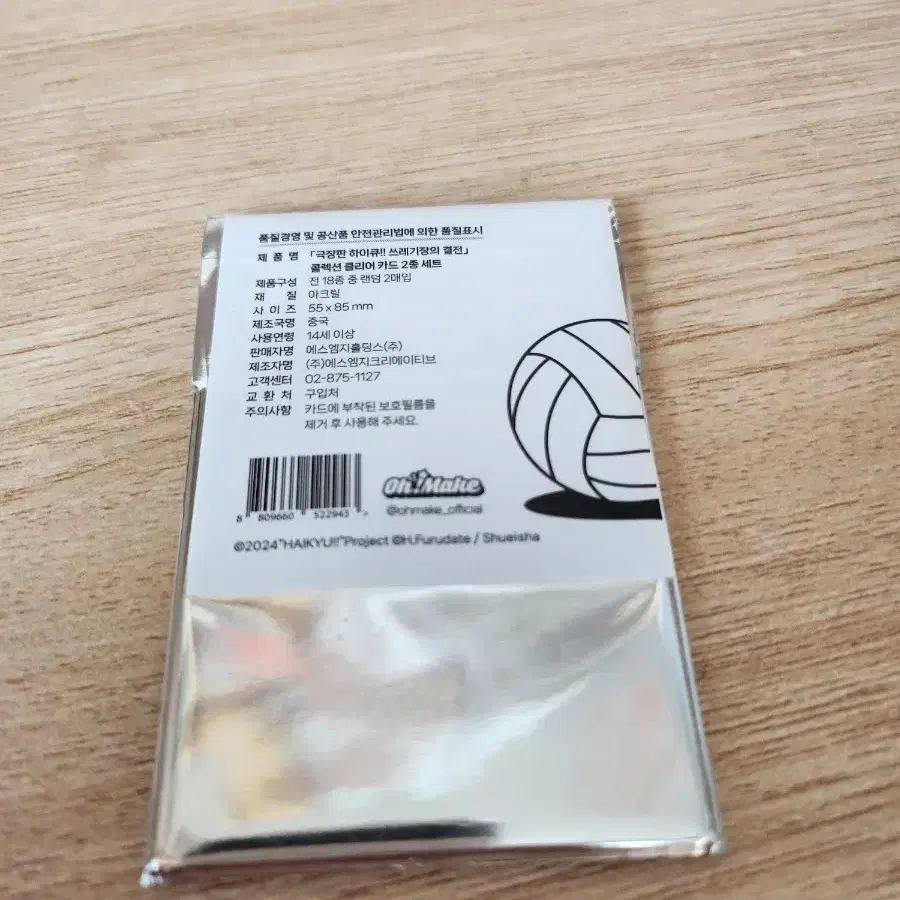 품질경영 및 공산품 안전관리법에 의한 품질표시
제 품 명 「극장판 하이큐!! 쓰레기장의 결전」
콜렉션 클리어 카드 2종 세트
제품구성 전 18종 중 랜덤 2매입
재 질 아크릴
사 이 즈 55 x 85 mm
제조국명 중국
사용연령 14세 이상
판매자명 에스엠지홀딩스(주)
제조자명 (주)에스엠지크리에이티브
고객센터 02-875-1127
교 환 처 구입처
주의사항 카드에 부착된 보호필름을
제거 후 사용해 주세요.
Oh!Make
@ohmake_official
8 809660 522943 >
©2024"HAIKYU!!"Project ©H.Furudate / Shueisha